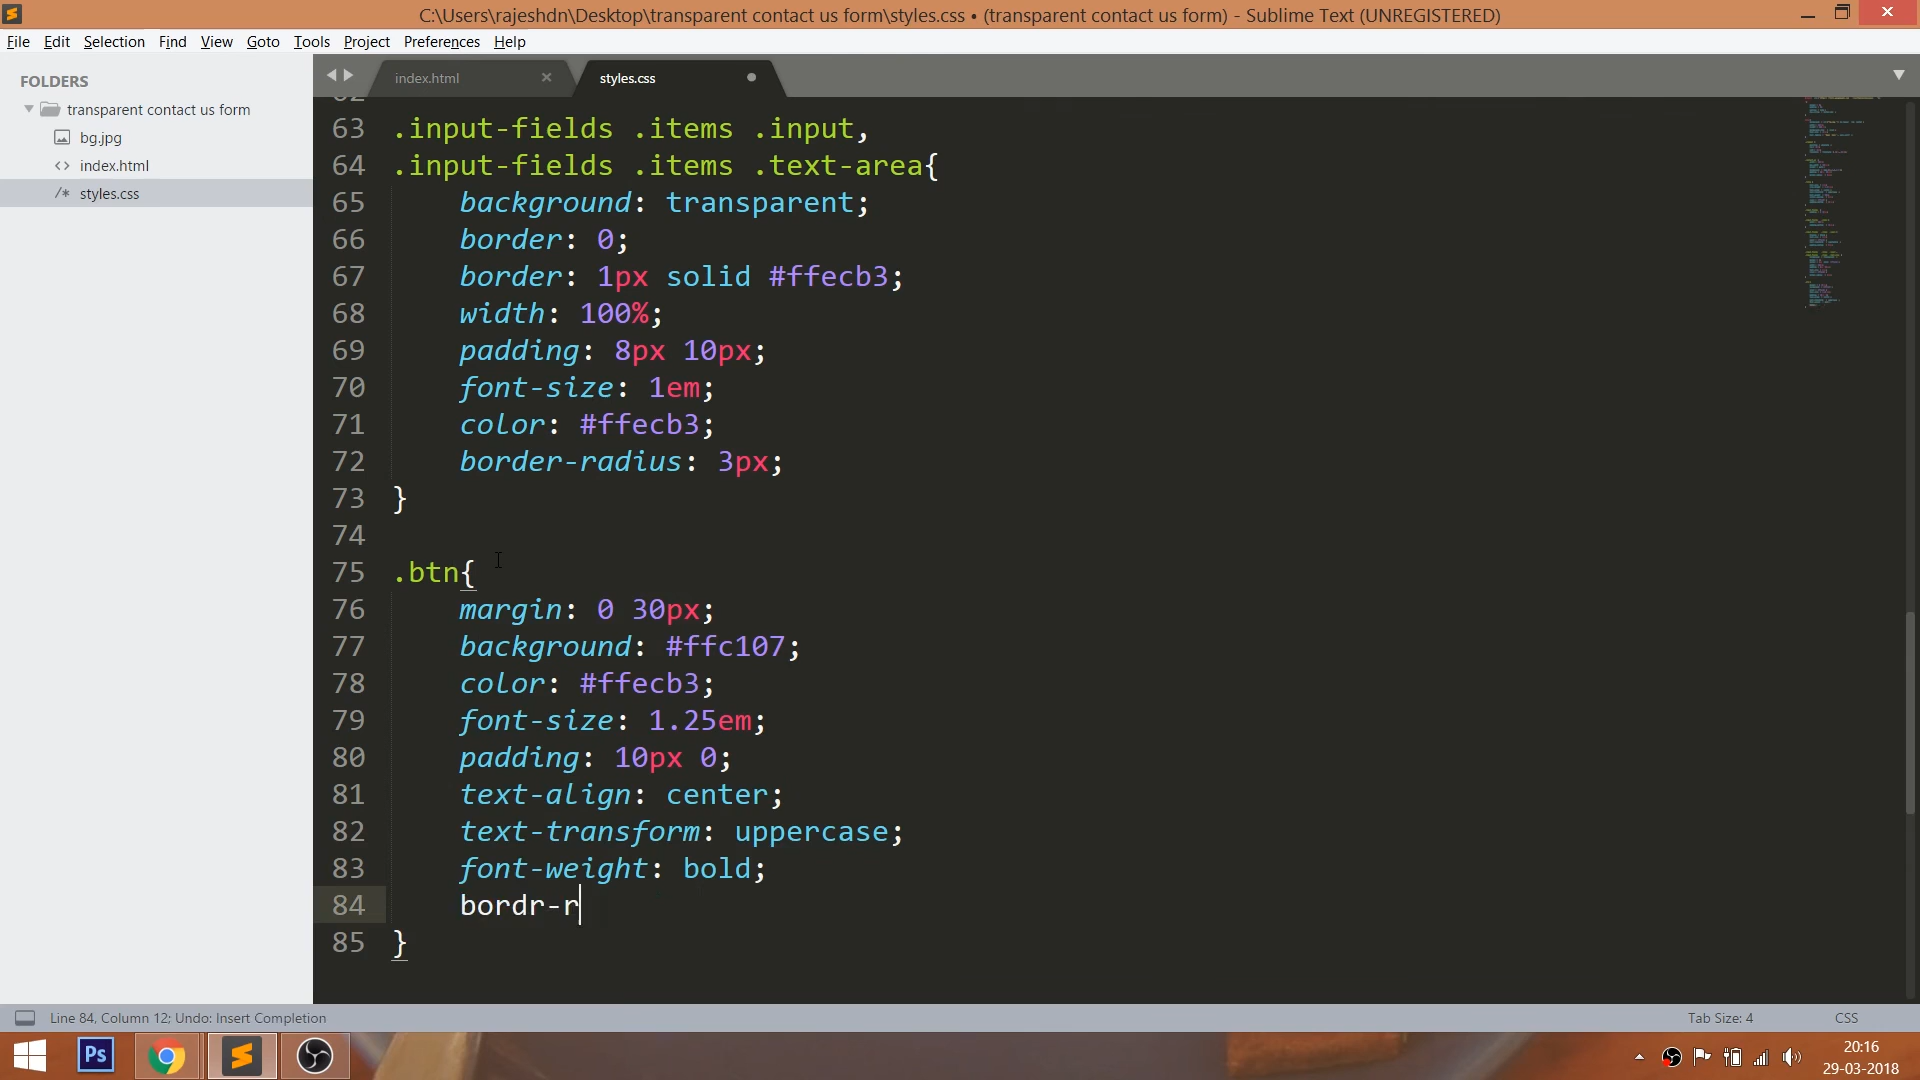 C:\Users\rajeshdn\Desktop\transparent contact us form\styles.css • (transparent contact us form) - Sublime Text (UNREGISTERED)
File Edit Selection Find View Goto Tools Project Preferences Help
FOLDERS
transparent contact us form
bg.jpg
<> index.html
/* styles.css
index.html × styles.css
62
63 .input-fields .items .input,
64 .input-fields .items .text-area{
65 background: transparent;
66 border: 0;
67 border: 1px solid #ffecb3;
68 width: 100%;
69 padding: 8px 10px;
70 font-size: 1em;
71 color: #ffecb3;
72 border-radius: 3px;
73 }
74
75 .btn{
76 margin: 0 30px;
77 background: #ffc107;
78 color: #ffecb3;
79 font-size: 1.25em;
80 padding: 10px 0;
81 text-align: center;
82 text-transform: uppercase;
83 font-weight: bold;
84 bordr-r
85 }
Line 84, Column 12; Undo: Insert Completion
Tab Size: 4
CSS
Ps
20:16
29-03-2018